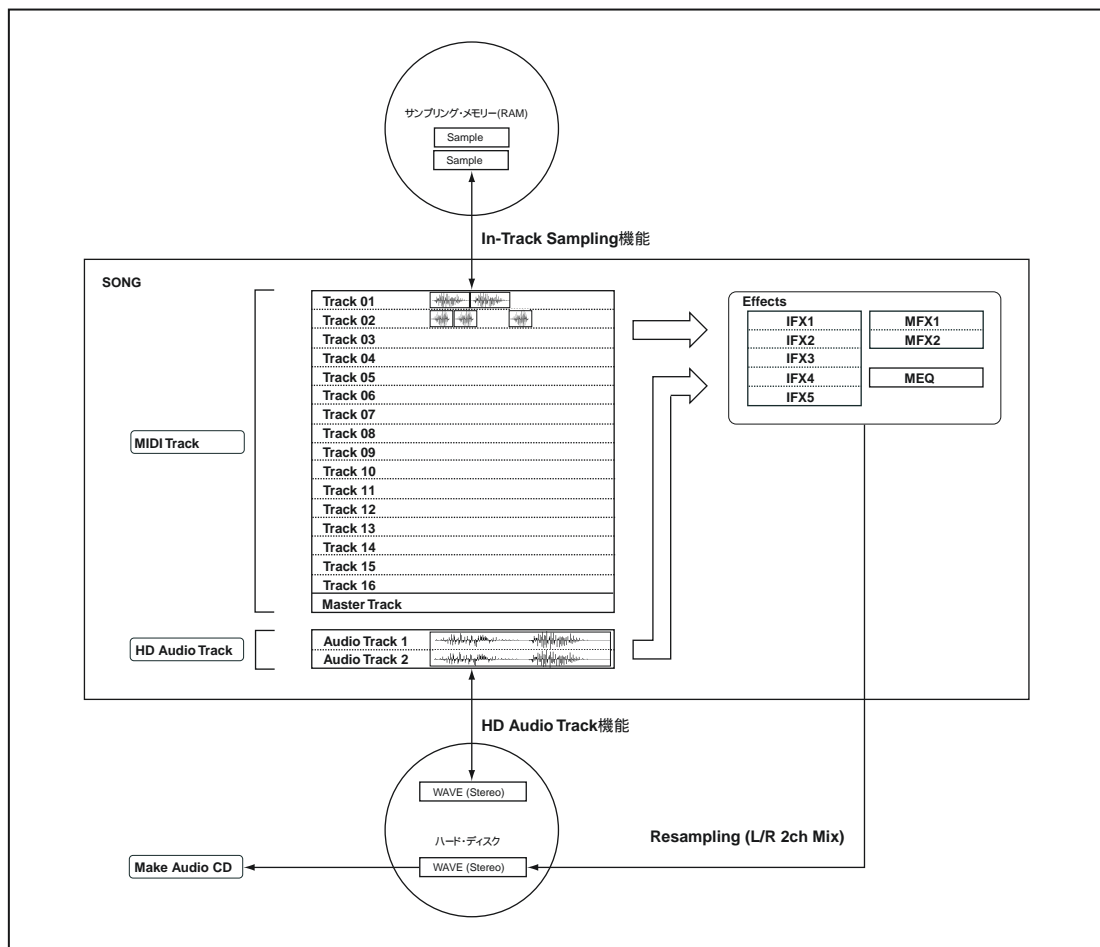 サンプリング・メモリー(RAM)
Sample
Sample
In-Track Sampling機能
SONG
MIDI Track
Track 01
Track 02
Track 03
Track 04
Track 05
Track 06
Track 07
Track 08
Track 09
Track 10
Track 11
Track 12
Track 13
Track 14
Track 15
Track 16
Master Track
HD Audio Track
Audio Track 1
Audio Track 2
Effects
IFX1
IFX2
IFX3
IFX4
IFX5
MFX1
MFX2
MEQ
HD Audio Track機能
WAVE (Stereo)
ハード・ディスク
WAVE (Stereo)
Resampling (L/R 2ch Mix)
Make Audio CD